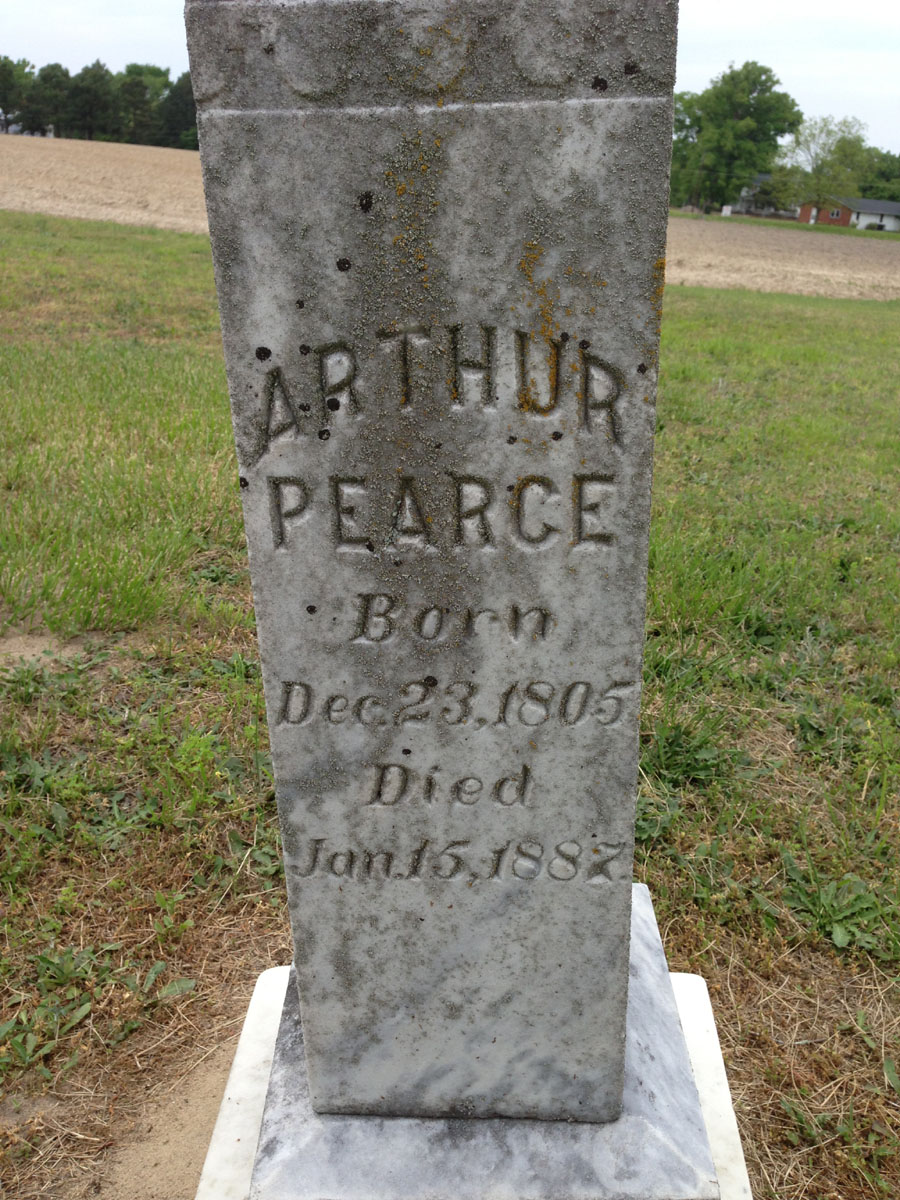 ARTHUR
PEARCE
Born
Dec. 23, 1805
Died
Jan. 15, 1887.